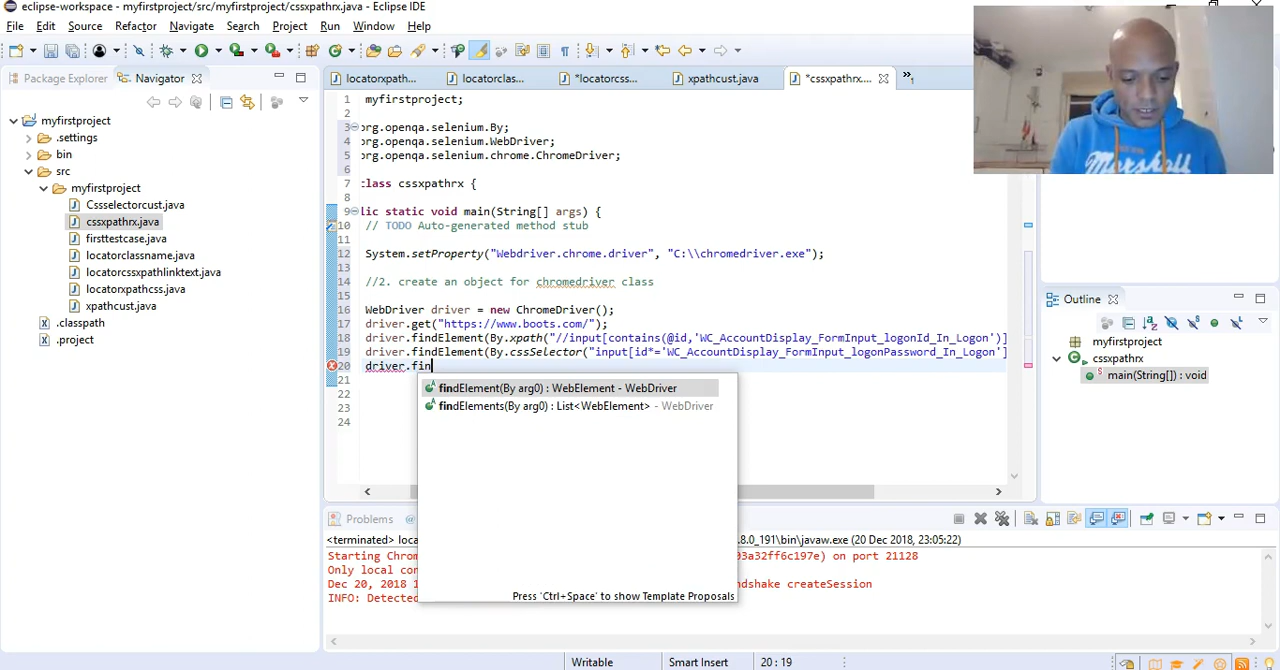 eclipse-workspace - myfirstproject/src/myfirstproject/cssxpathrx.java - Eclipse IDE
File Edit Source Refactor Navigate Search Project Run Window Help
Package Explorer Navigator
locatorxpath... locatorclass... *locatorcss... xpathcust.java *cssxpathrx.... »1
myfirstproject
.settings
bin
src
myfirstproject
Cssselectorcust.java
cssxpathrx.java
firsttestcase.java
locatorclassname.java
locatorcssxpathlinktext.java
locatorxpathcss.java
xpathcust.java
.classpath
.project
1 myfirstproject;
2
3 org.openqa.selenium.By;
4 org.openqa.selenium.WebDriver;
5 org.openqa.selenium.chrome.ChromeDriver;
6
7 class cssxpathrx {
8
9 lic static void main(String[] args) {
10 // TODO Auto-generated method stub
11
12 System.setProperty("Webdriver.chrome.driver", "C:\\chromedriver.exe");
13
14 //2. create an object for chromedriver class
15
16 WebDriver driver = new ChromeDriver();
17 driver.get("https://www.boots.com/");
18 driver.findElement(By.xpath("//input[contains(@id,'WC_AccountDisplay_FormInput_logonId_In_Logon')]
19 driver.findElement(By.cssSelector("input[id*='WC_AccountDisplay_FormInput_logonPassword_In_Logon']
20 driver.fin
21
22
23
24
findElement(By arg0) : WebElement - WebDriver
findElements(By arg0) : List<WebElement> - WebDriver
Press 'Ctrl+Space' to show Template Proposals
Outline
myfirstproject
cssxpathrx
main(String[]) : void
Problems @
<terminated> loca .8.0_191\bin\javaw.exe (20 Dec 2018, 23:05:22)
Starting Chrom 03a32ff6c197e) on port 21128
Only local con
Dec 20, 2018 1 ndshake createSession
INFO: Detected
Writable Smart Insert 20 : 19
Marshall